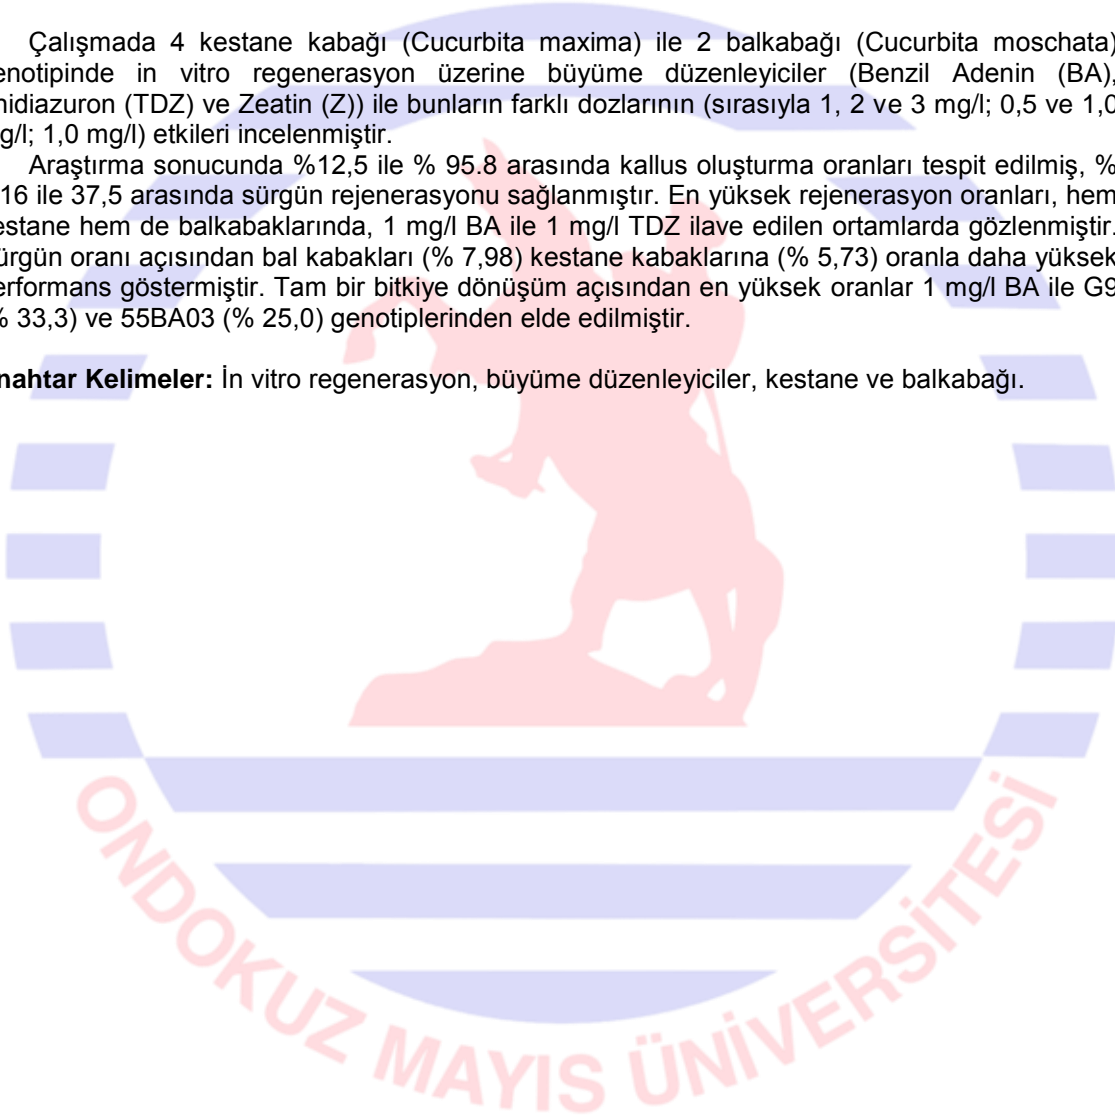 Çalışmada 4 kestane kabağı (Cucurbita maxima) ile 2 balkabağı (Cucurbita moschata)
enotipinde in vitro regenerasyon üzerine büyüme düzenleyiciler (Benzil Adenin (BA),
hidiazuron (TDZ) ve Zeatin (Z)) ile bunların farklı dozlarının (sırasıyla 1, 2 ve 3 mg/l; 0,5 ve 1,0
g/l; 1,0 mg/l) etkileri incelenmiştir.
Araştırma sonucunda %12,5 ile % 95.8 arasında kallus oluşturma oranları tespit edilmiş, %
16 ile 37,5 arasında sürgün rejenerasyonu sağlanmıştır. En yüksek rejenerasyon oranları, hem
estane hem de balkabaklarında, 1 mg/l BA ile 1 mg/l TDZ ilave edilen ortamlarda gözlenmiştir.
ürgün oranı açısından bal kabakları (% 7,98) kestane kabaklarına (% 5,73) oranla daha yüksek
erformans göstermiştir. Tam bir bitkiye dönüşüm açısından en yüksek oranlar 1 mg/l BA ile G9
% 33,3) ve 55BA03 (% 25,0) genotiplerinden elde edilmiştir.
nahtar Kelimeler: İn vitro regenerasyon, büyüme düzenleyiciler, kestane ve balkabağı.
ONDOKUZ MAYIS ÜNİVERSİTESİ